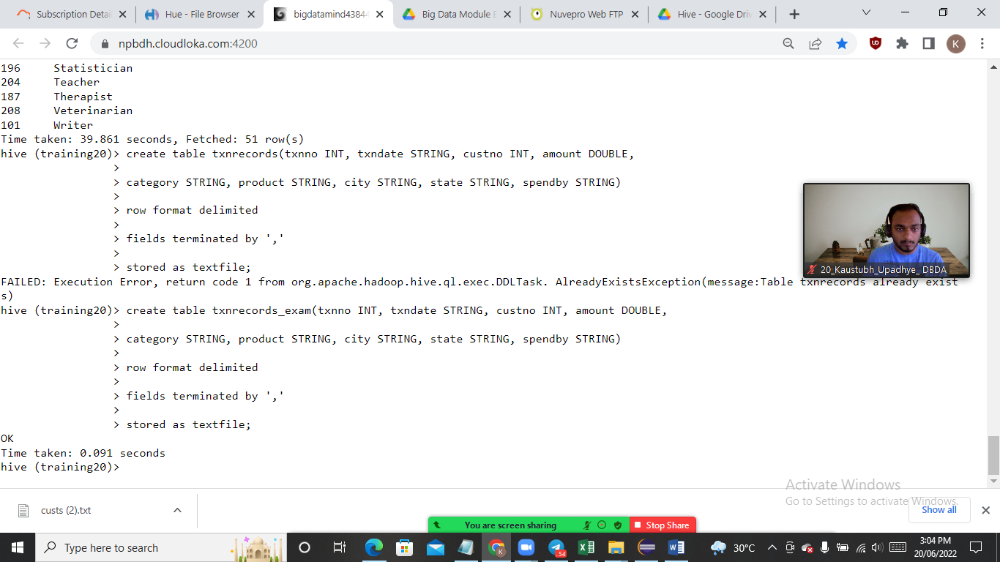 Subscription Detai
Hue - File Browser
bigdatamind4384
Big Data Module E
Nuvepro Web FTP
Hive - Google Driv
npbdh.cloudloka.com:4200
K
196 Statistician
204 Teacher
187 Therapist
208 Veterinarian
101 Writer
Time taken: 39.861 seconds, Fetched: 51 row(s)
hive (training20)> create table txnrecords(txnno INT, txndate STRING, custno INT, amount DOUBLE,
>
> category STRING, product STRING, city STRING, state STRING, spendby STRING)
>
> row format delimited
>
> fields terminated by ','
>
> stored as textfile;
20_Kaustubh_Upadhye_ DBDA
FAILED: Execution Error, return code 1 from org.apache.hadoop.hive.ql.exec.DDLTask. AlreadyExistsException(message:Table txnrecords already exist
s)
hive (training20)> create table txnrecords_exam(txnno INT, txndate STRING, custno INT, amount DOUBLE,
>
> category STRING, product STRING, city STRING, state STRING, spendby STRING)
>
> row format delimited
>
> fields terminated by ','
>
> stored as textfile;
OK
Time taken: 0.091 seconds
hive (training20)>
Activate Windows
Go to Settings to activate Windows.
custs (2).txt
Show all
You are screen sharing
Stop Share
Type here to search
K
.54
30°C
3:04 PM
20/06/2022